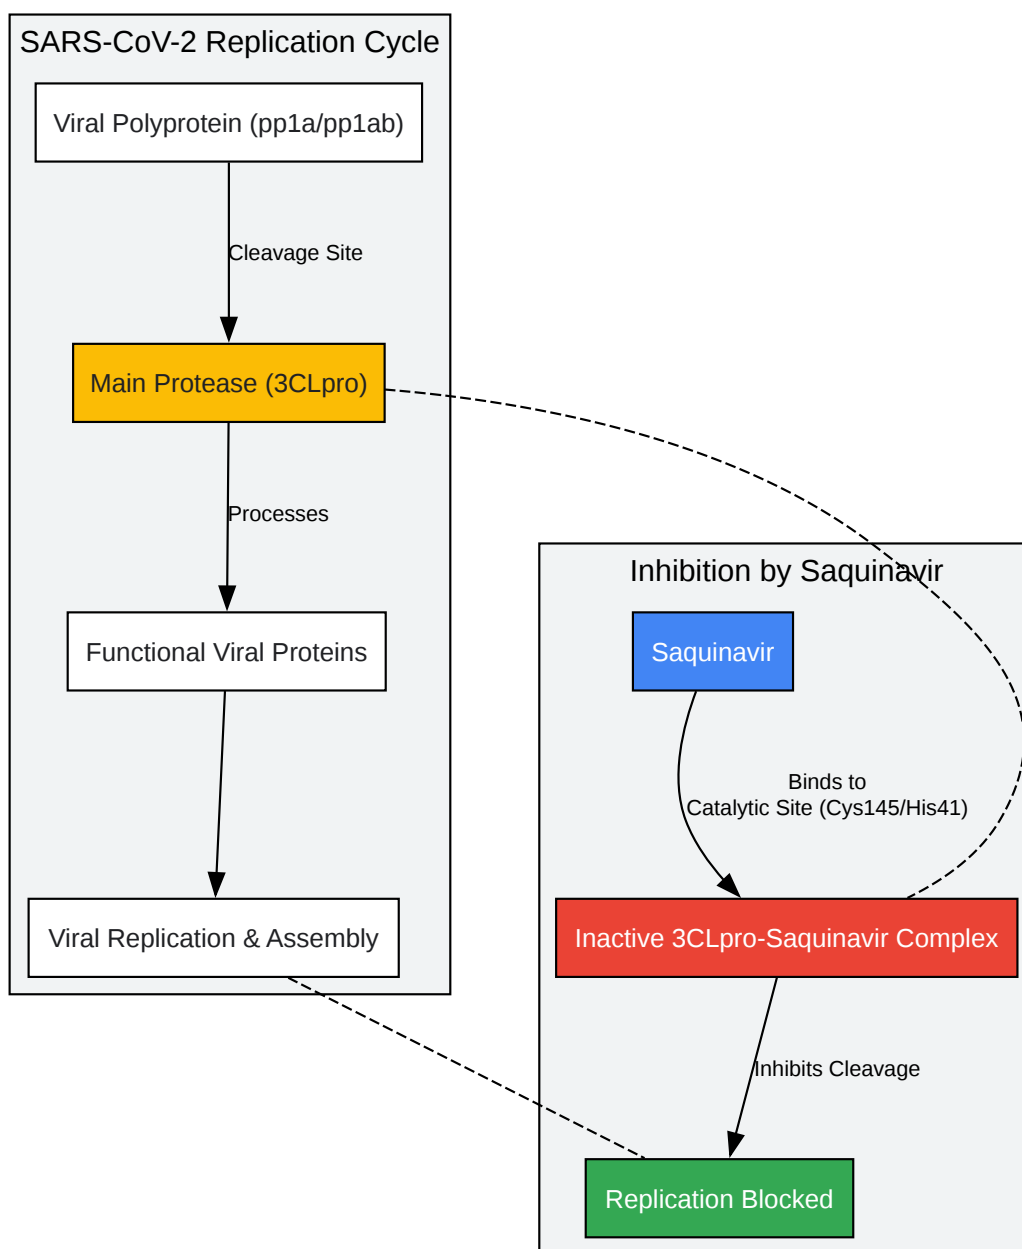 SARS-CoV-2 Replication Cycle
Viral Polyprotein (pp1a/pp1ab)
Cleavage Site
Main Protease (3CLpro)
Processes
Functional Viral Proteins
Viral Replication & Assembly
Inhibition by Saquinavir
Saquinavir
Binds to
Catalytic Site (Cys145/His41)
Inactive 3CLpro-Saquinavir Complex
Inhibits Cleavage
Replication Blocked